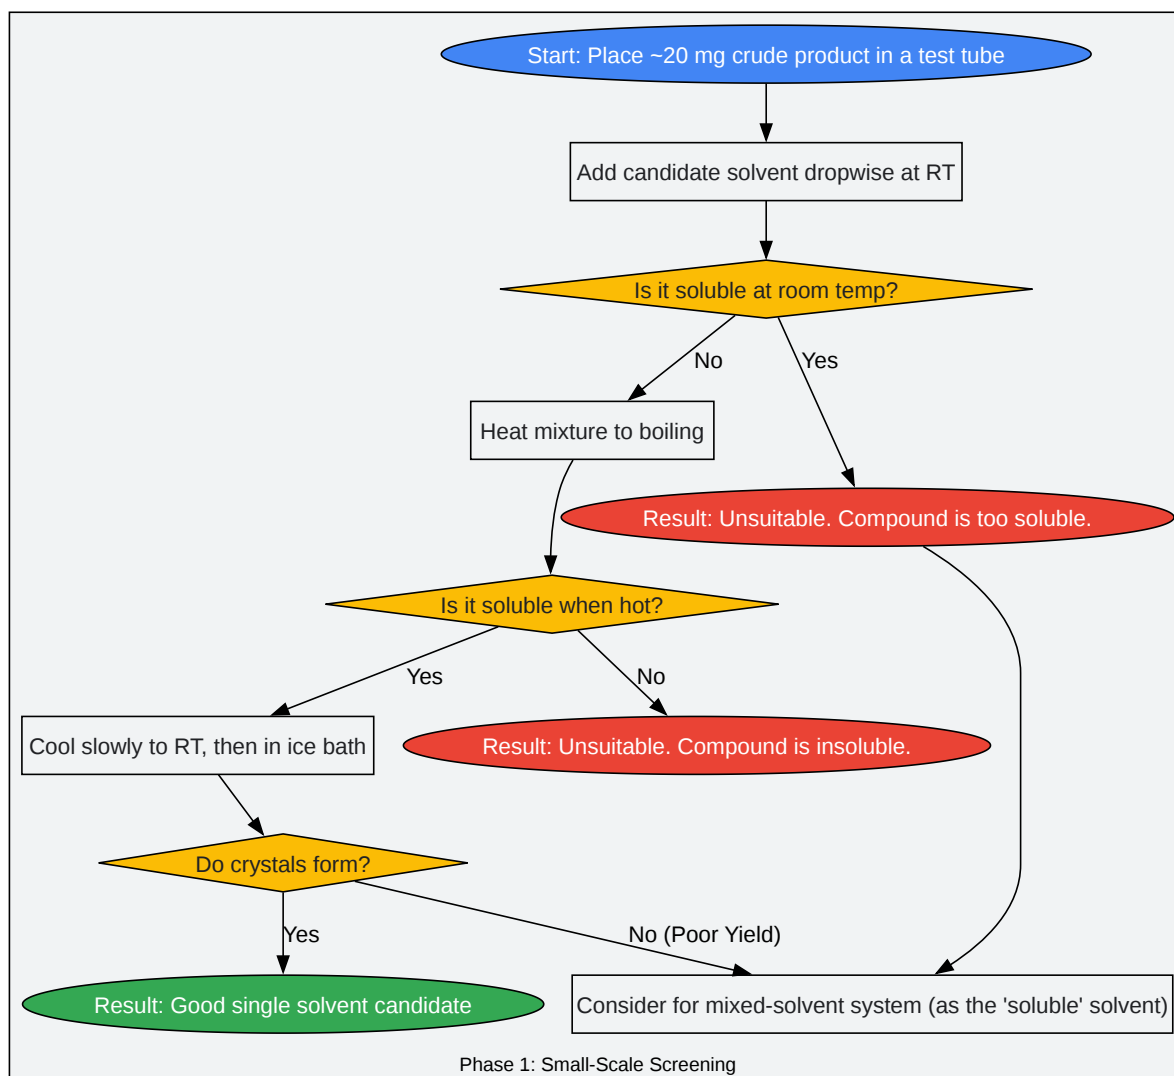 Start: Place ~20 mg crude product in a test tube
Add candidate solvent dropwise at RT
Is it soluble at room temp?
No
Yes
Heat mixture to boiling
Result: Unsuitable. Compound is too soluble.
Is it soluble when hot?
Yes
No
Cool slowly to RT, then in ice bath
Result: Unsuitable. Compound is insoluble.
Do crystals form?
Yes
No (Poor Yield)
Result: Good single solvent candidate
Consider for mixed-solvent system (as the 'soluble' solvent)
Phase 1: Small-Scale Screening